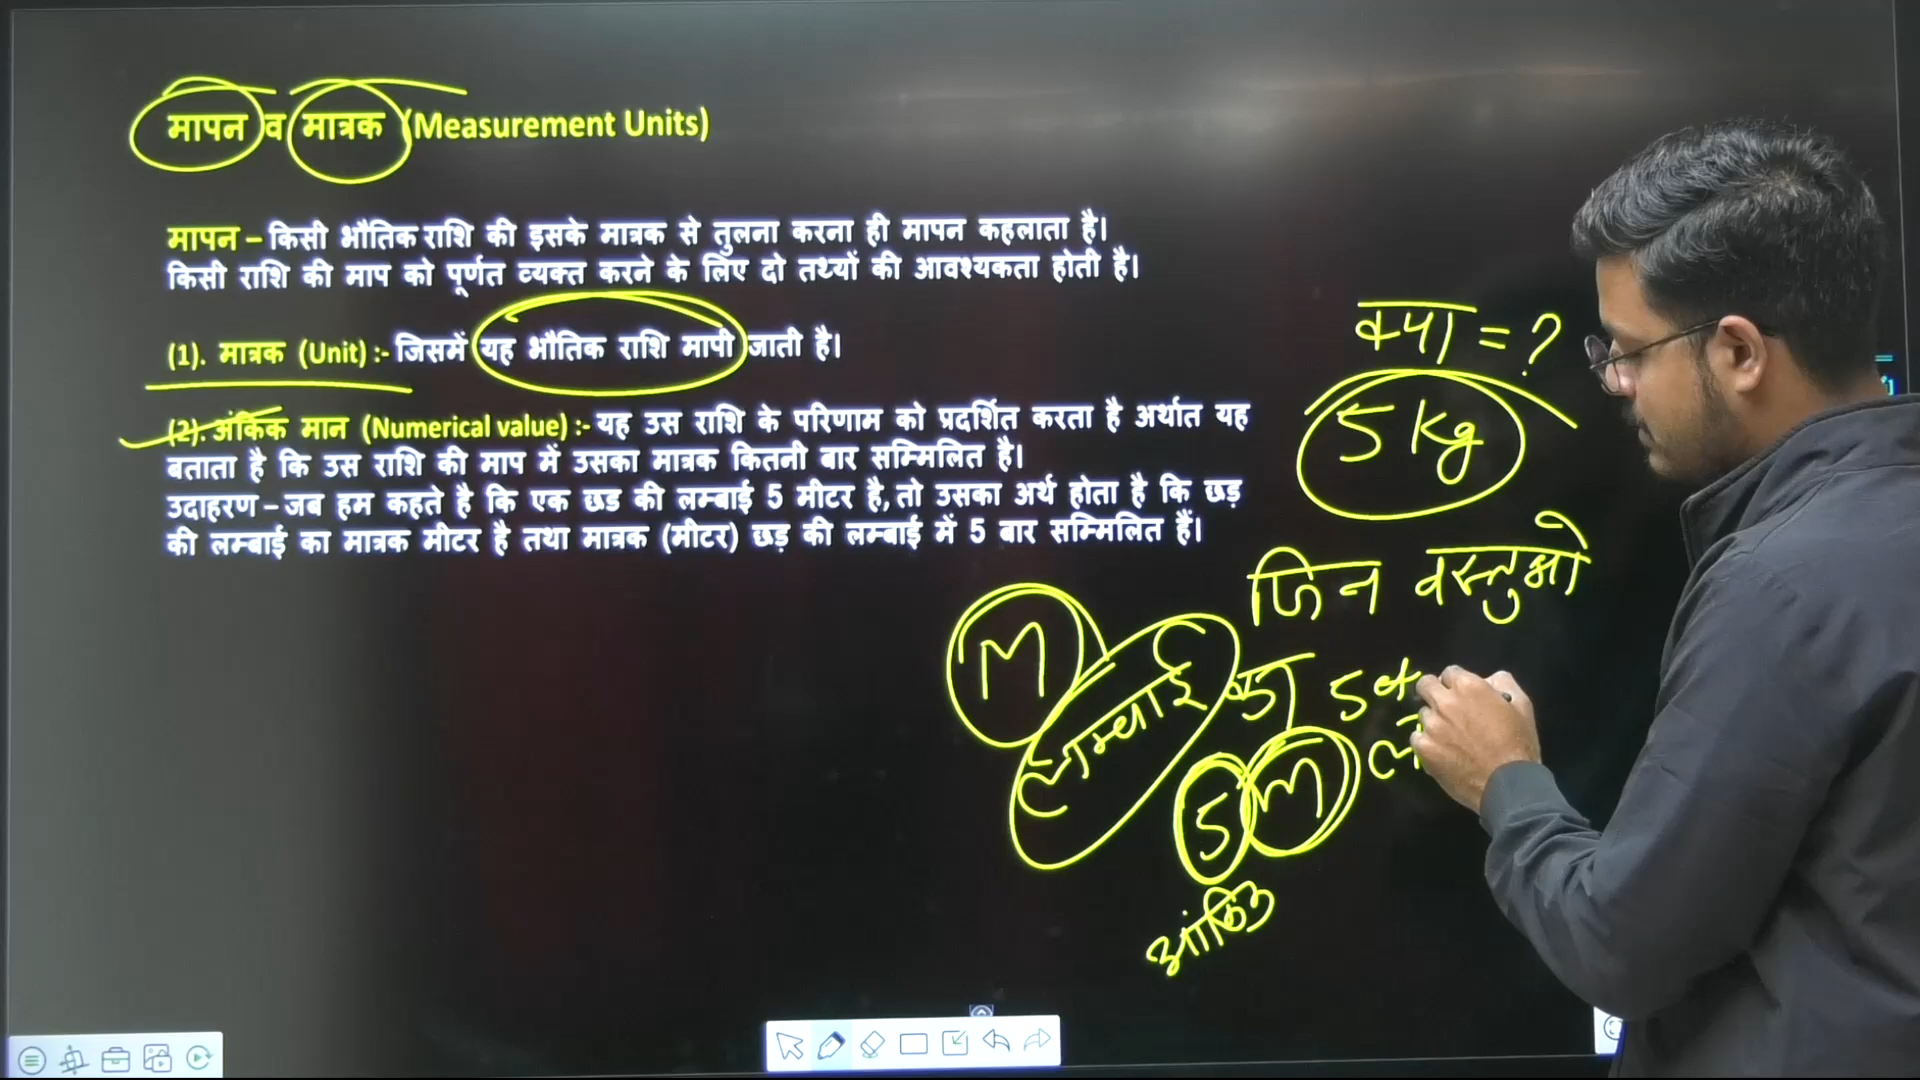 मापन व मात्रक (Measurement Units)
मापन – किसी भौतिक राशि की इसके मात्रक से तुलना करना ही मापन कहलाता है।
किसी राशि की माप को पूर्णत व्यक्त करने के लिए दो तथ्यों की आवश्यकता होती है।
(1). मात्रक (Unit) :- जिसमें यह भौतिक राशि मापी जाती है।
(2). अंकिक मान (Numerical value) :- यह उस राशि के परिणाम को प्रदर्शित करता है अर्थात यह
बताता है कि उस राशि की माप में उसका मात्रक कितनी बार सम्मिलित है।
उदाहरण – जब हम कहते है कि एक छड की लम्बाई 5 मीटर है, तो उसका अर्थ होता है कि छड़
की लम्बाई का मात्रक मीटर है तथा मात्रक (मीटर) छड़ की लम्बाई में 5 बार सम्मिलित हैं।
क्या = ?
5 kg
जिन वस्तुओ
M
लम्बाई का 5
5 m
आंकिक